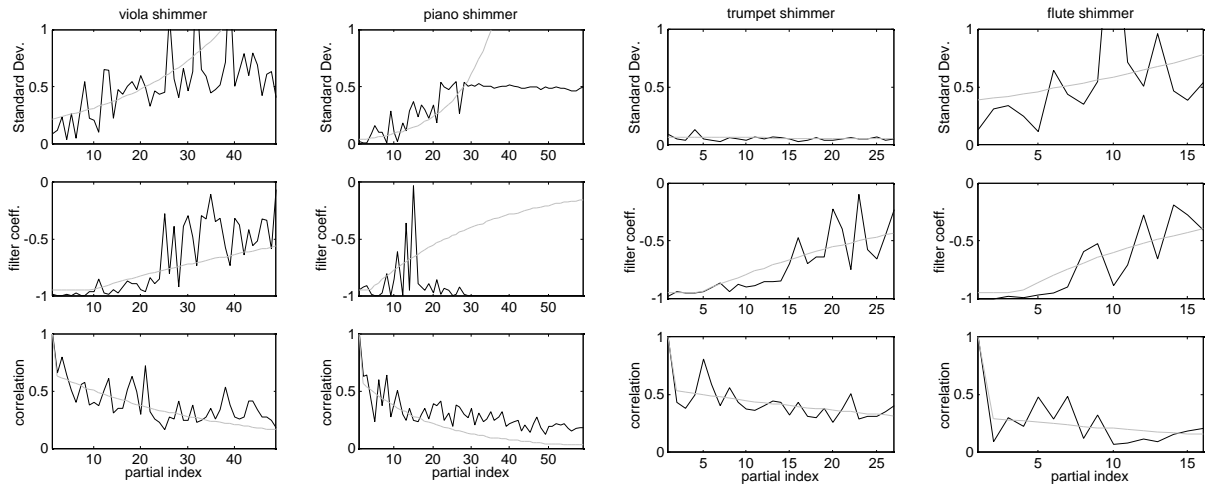 viola shimmer
piano shimmer
trumpet shimmer
flute shimmer
Standard Dev.
1
0.5
0
10 20 30 40
Standard Dev.
1
0.5
0
10 20 30 40 50
Standard Dev.
1
0.5
0
5 10 15 20 25
Standard Dev.
1
0.5
0
5 10 15
filter coeff.
0
-0.5
-1
10 20 30 40
filter coeff.
0
-0.5
-1
10 20 30 40 50
filter coeff.
0
-0.5
-1
5 10 15 20 25
filter coeff.
0
-0.5
-1
5 10 15
correlation
1
0.5
0
10 20 30 40
partial index
correlation
1
0.5
0
10 20 30 40 50
partial index
correlation
1
0.5
0
5 10 15 20 25
partial index
correlation
1
0.5
0
5 10 15
partial index